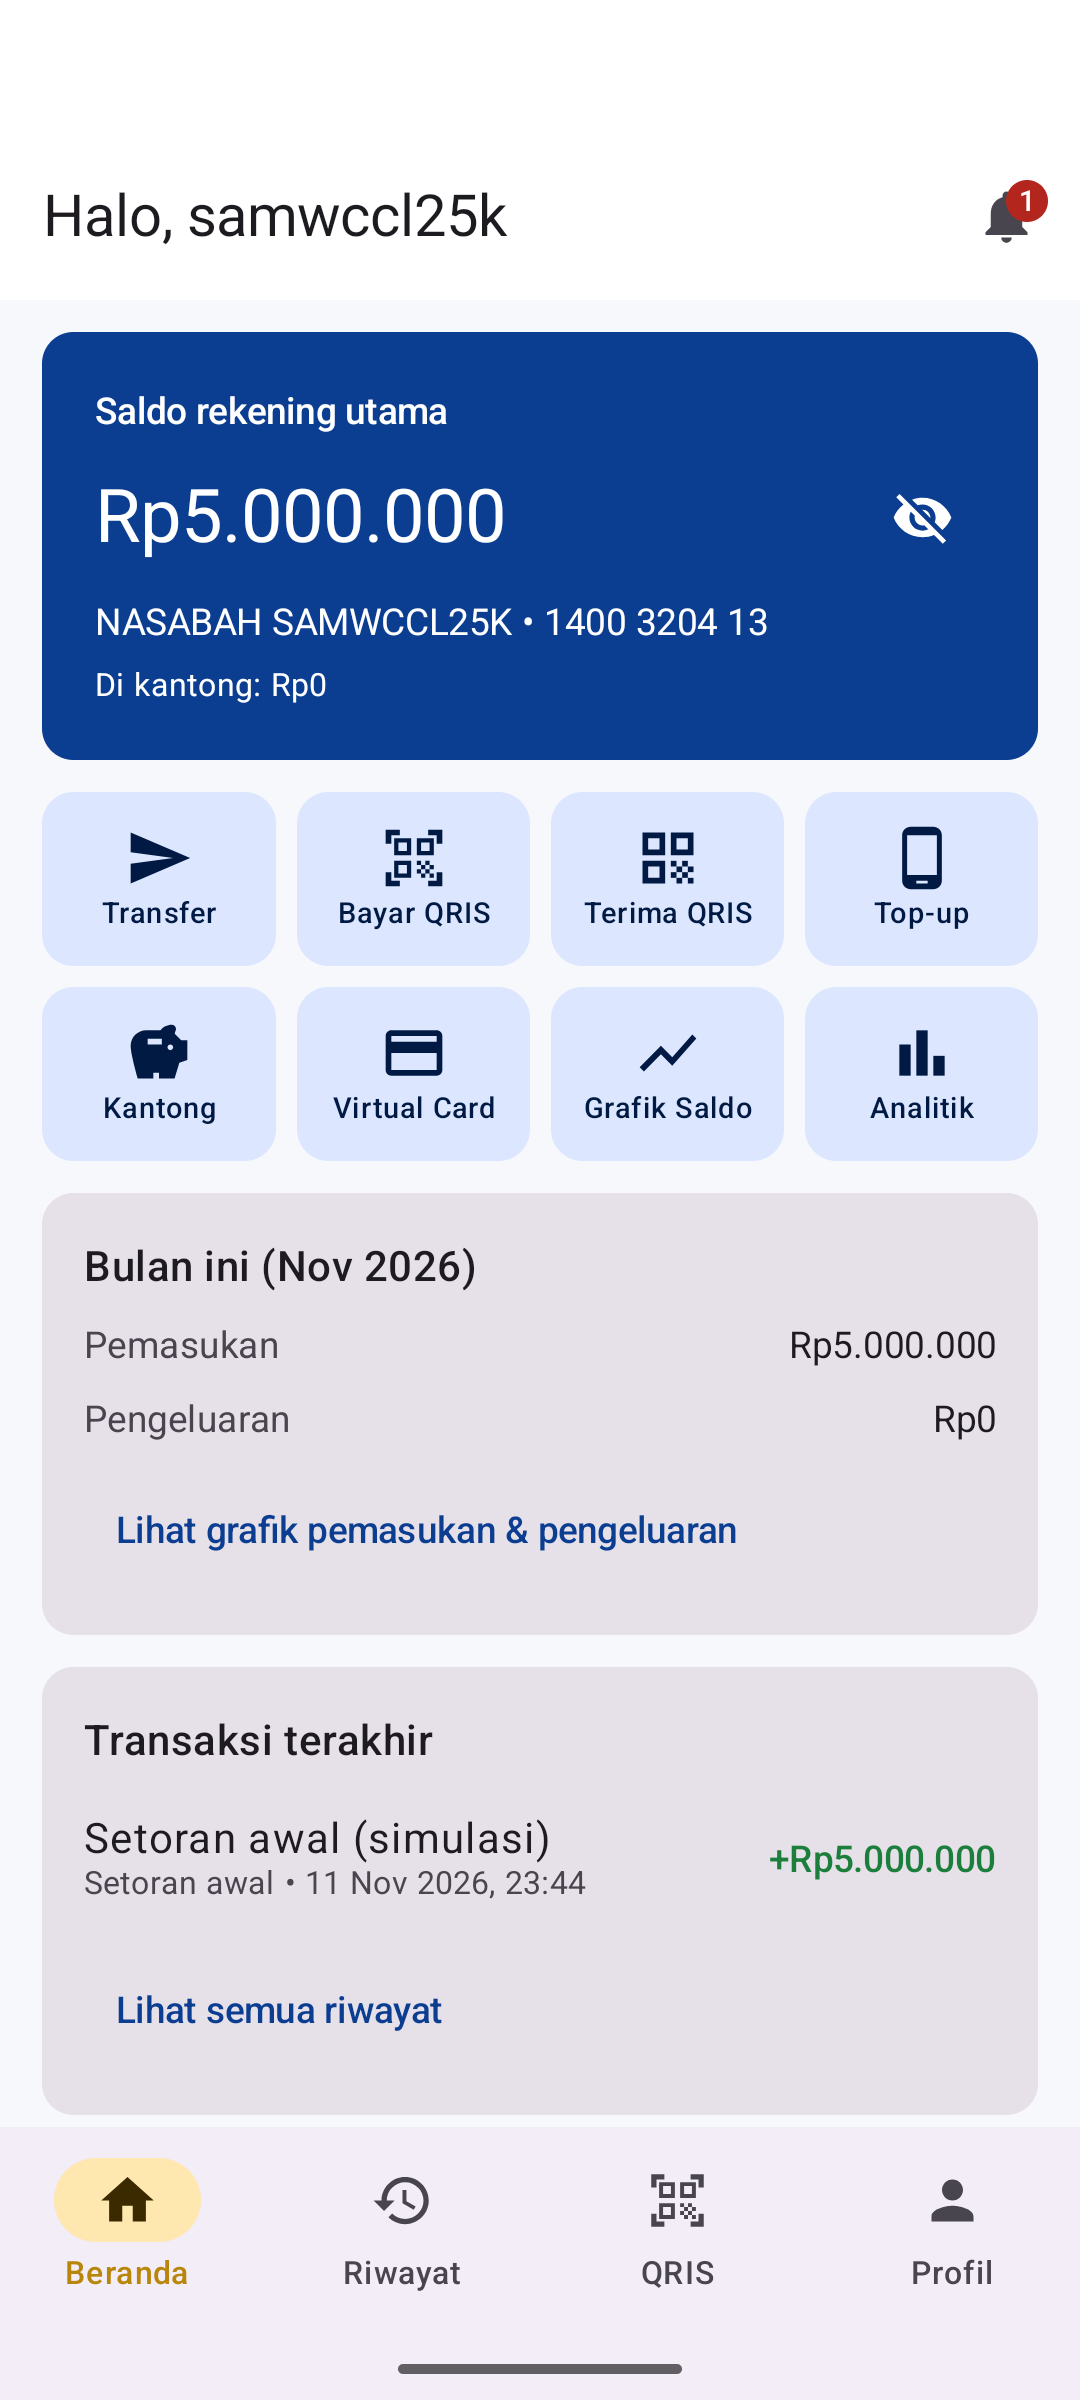 Halo, samwccl25k
1
Saldo rekening utama
Rp5.000.000
NASABAH SAMWCCL25K • 1400 3204 13
Di kantong: Rp0
Transfer
Bayar QRIS
Terima QRIS
Top-up
Kantong
Virtual Card
Grafik Saldo
Analitik
Bulan ini (Nov 2026)
Pemasukan
Rp5.000.000
Pengeluaran
Rp0
Lihat grafik pemasukan & pengeluaran
Transaksi terakhir
Setoran awal (simulasi)
Setoran awal • 11 Nov 2026, 23:44
+Rp5.000.000
Lihat semua riwayat
Beranda
Riwayat
QRIS
Profil